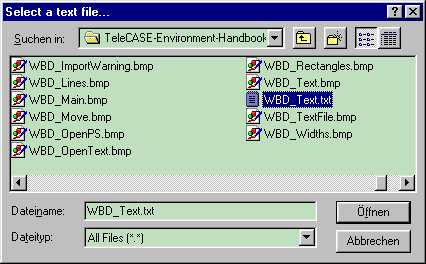 Select a text file...
Suchen in:
TeleCASE-Environment-Handbook
WBD_ImportWarning.bmp
WBD_Lines.bmp
WBD_Main.bmp
WBD_Move.bmp
WBD_OpenPS.bmp
WBD_OpenText.bmp
WBD_Rectangles.bmp
WBD_Text.bmp
WBD_Text.txt
WBD_TextFile.bmp
WBD_Widths.bmp
Dateiname:
WBD_Text.txt
Öffnen
Dateityp:
All Files (*.*)
Abbrechen